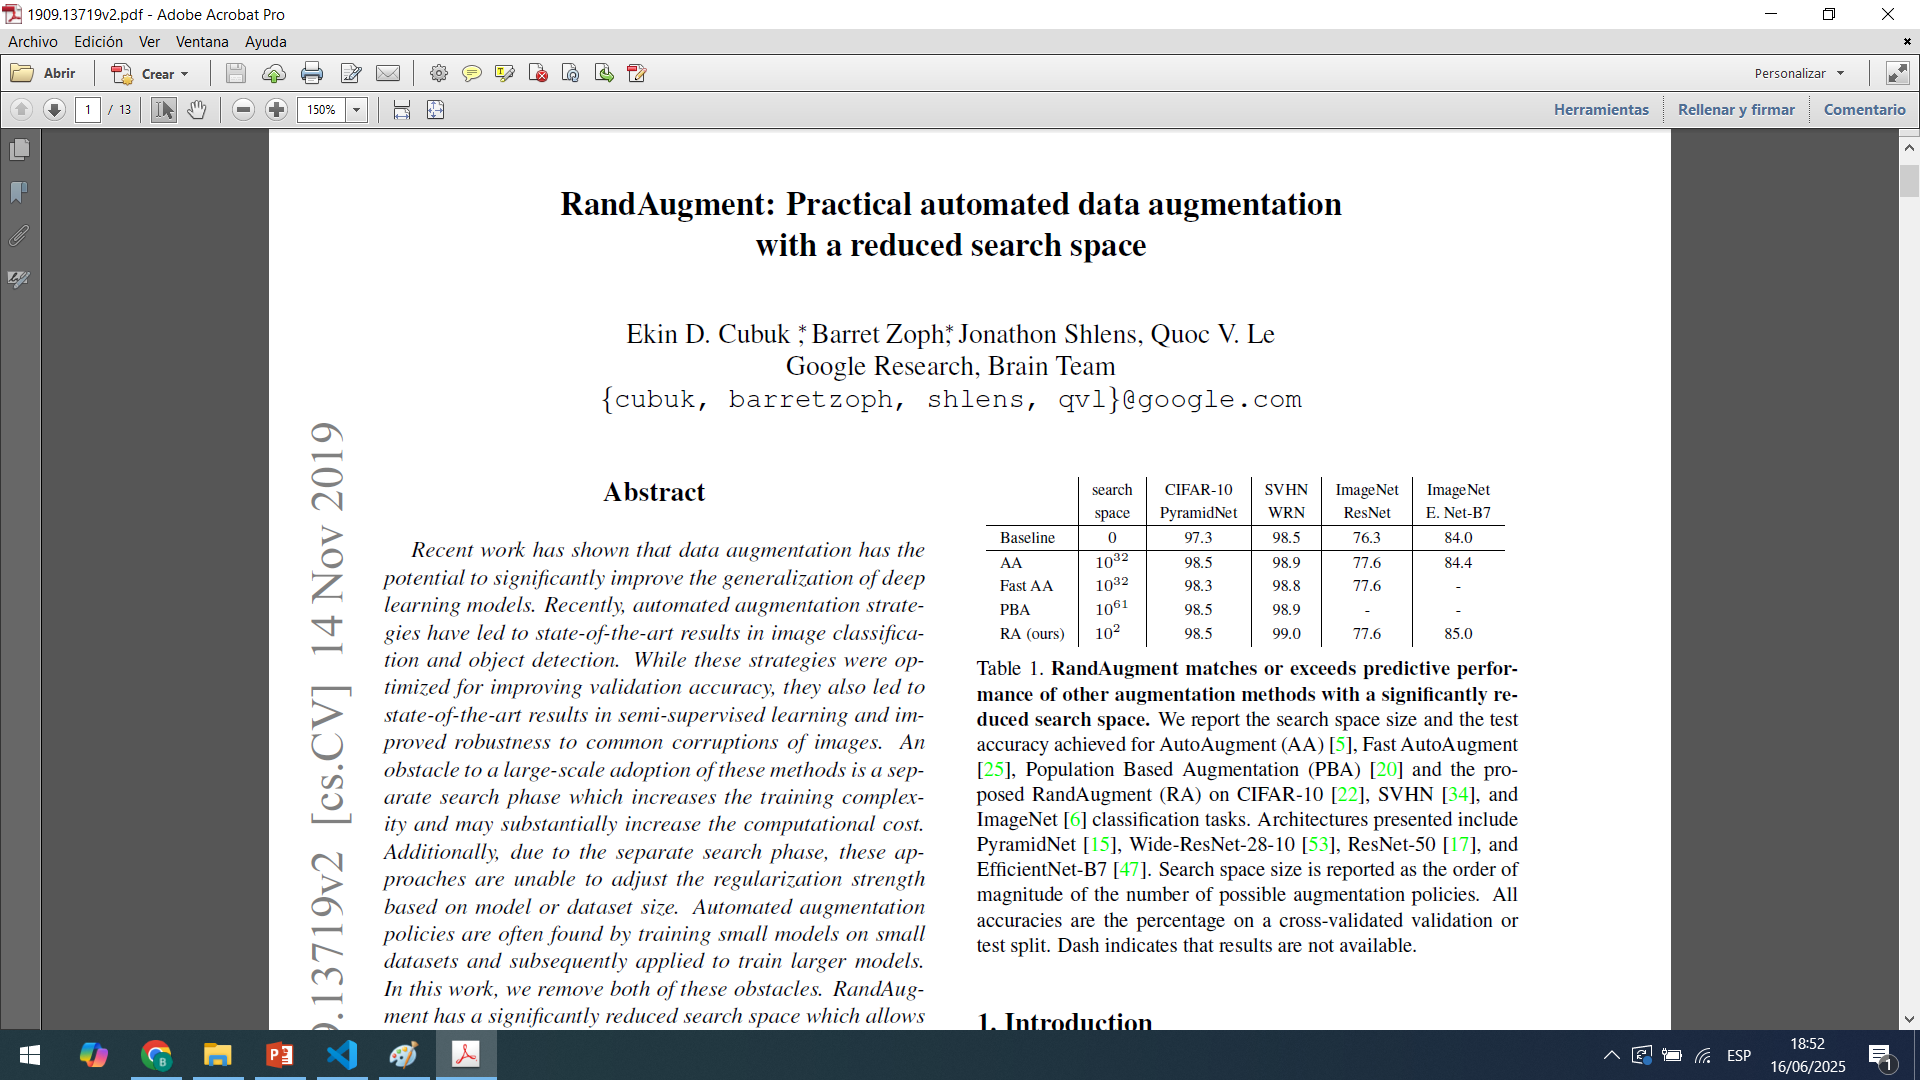 1909.13719v2.pdf - Adobe Acrobat Pro
Archivo Edición Ver Ventana Ayuda
Abrir Crear Personalizar
1 / 13 150% Herramientas Rellenar y firmar Comentario
RandAugment: Practical automated data augmentation
with a reduced search space
Ekin D. Cubuk *, Barret Zoph*, Jonathon Shlens, Quoc V. Le
Google Research, Brain Team
{cubuk, barretzoph, shlens, qvl}@google.com
9.13719v2 [cs.CV] 14 Nov 2019
Abstract
Recent work has shown that data augmentation has the
potential to significantly improve the generalization of deep
learning models. Recently, automated augmentation strate-
gies have led to state-of-the-art results in image classifica-
tion and object detection. While these strategies were op-
timized for improving validation accuracy, they also led to
state-of-the-art results in semi-supervised learning and im-
proved robustness to common corruptions of images. An
obstacle to a large-scale adoption of these methods is a sep-
arate search phase which increases the training complex-
ity and may substantially increase the computational cost.
Additionally, due to the separate search phase, these ap-
proaches are unable to adjust the regularization strength
based on model or dataset size. Automated augmentation
policies are often found by training small models on small
datasets and subsequently applied to train larger models.
In this work, we remove both of these obstacles. RandAug-
ment has a significantly reduced search space which allows
search CIFAR-10 SVHN ImageNet ImageNet
space PyramidNet WRN ResNet E. Net-B7
Baseline 0 97.3 98.5 76.3 84.0
AA 10^32 98.5 98.9 77.6 84.4
Fast AA 10^32 98.3 98.8 77.6 -
PBA 10^61 98.5 98.9 - -
RA (ours) 10^2 98.5 99.0 77.6 85.0
Table 1. RandAugment matches or exceeds predictive perfor-
mance of other augmentation methods with a significantly re-
duced search space. We report the search space size and the test
accuracy achieved for AutoAugment (AA) [5], Fast AutoAugment
[25], Population Based Augmentation (PBA) [20] and the pro-
posed RandAugment (RA) on CIFAR-10 [22], SVHN [34], and
ImageNet [6] classification tasks. Architectures presented include
PyramidNet [15], Wide-ResNet-28-10 [53], ResNet-50 [17], and
EfficientNet-B7 [47]. Search space size is reported as the order of
magnitude of the number of possible augmentation policies. All
accuracies are the percentage on a cross-validated validation or
test split. Dash indicates that results are not available.
1. Introduction
ESP
18:52
16/06/2025
1